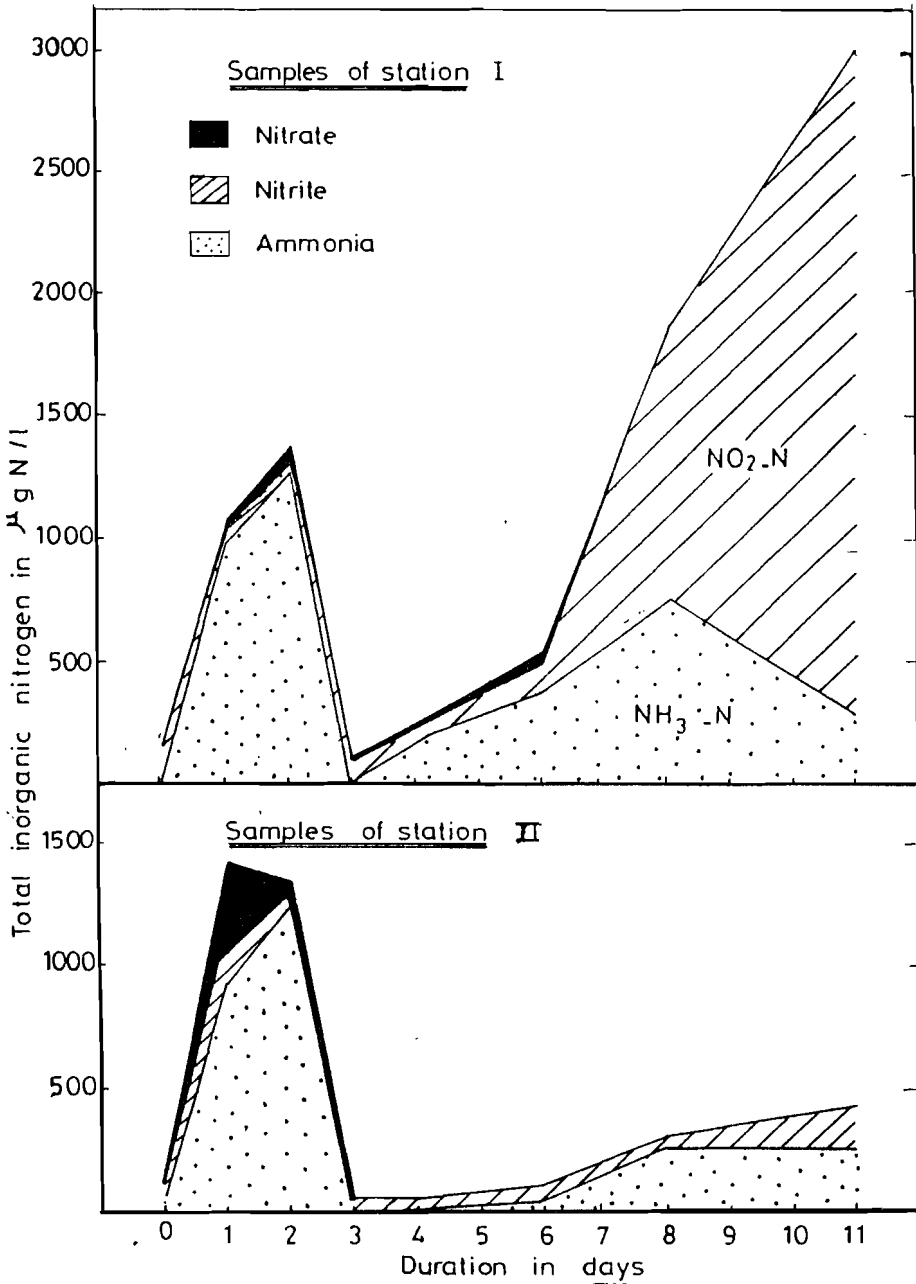 Total inorganic nitrogen in μg N/l
3000
2500
2000
1500
1000
500
Samples of station I
Nitrate
Nitrite
Ammonia
NO2-N
NH3-N
1500
1000
500
Samples of station II
0 1 2 3 4 5 6 7 8 9 10 11
Duration in days